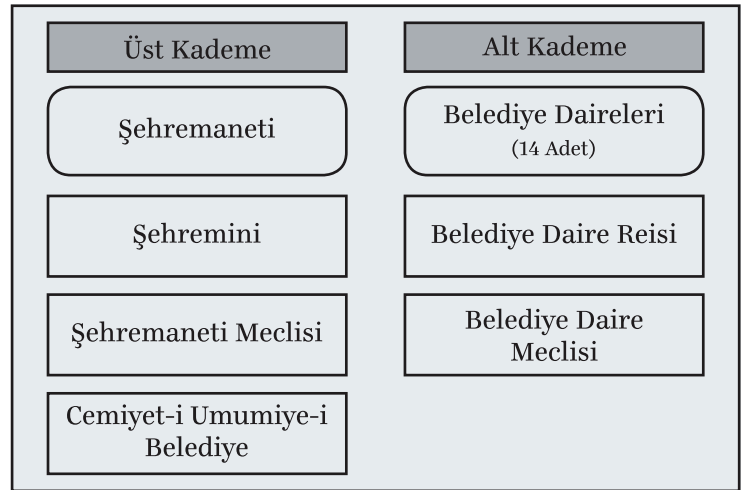 Üst Kademe
Şehremaneti
Şehremini
Şehremaneti Meclisi
Cemiyet-i Umumiye-i
Belediye
Alt Kademe
Belediye Daireleri
(14 Adet)
Belediye Daire Reisi
Belediye Daire
Meclisi